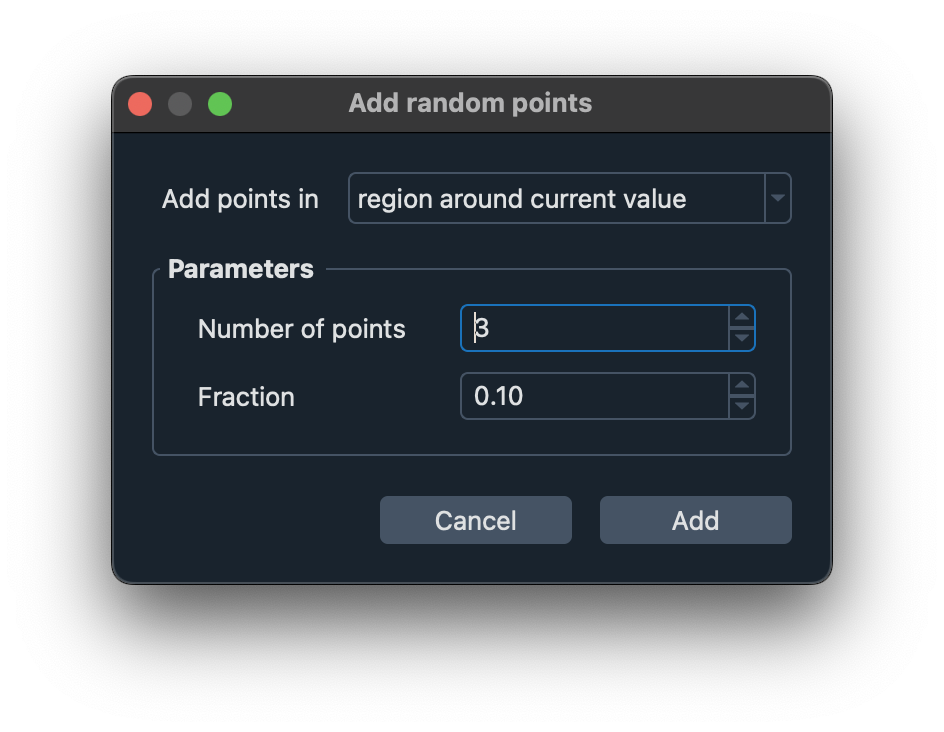 Add random points
Add points in region around current value
Parameters
Number of points 3
Fraction 0.10
Cancel Add